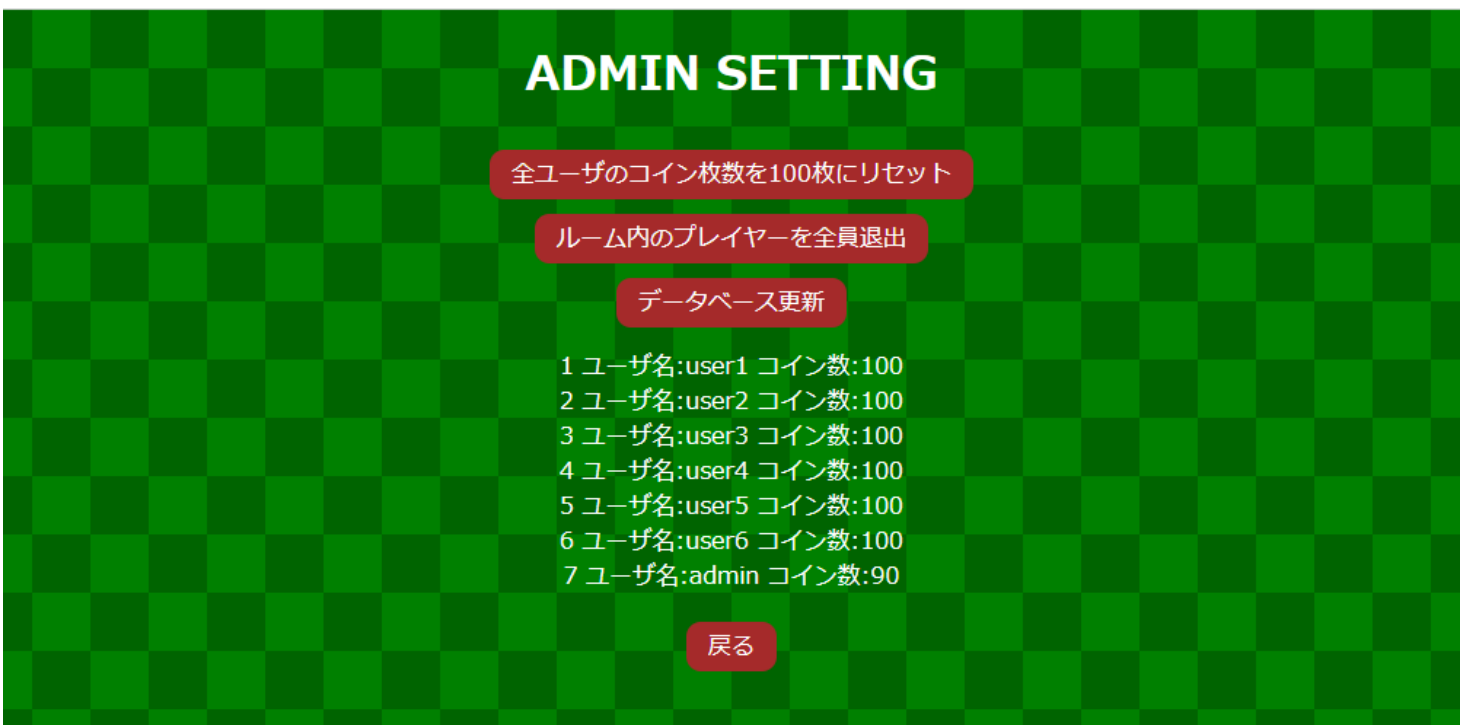 ADMIN SETTING
全ユーザのコイン枚数を100枚にリセット
ルーム内のプレイヤーを全員退出
データベース更新
1 ユーザ名:user1 コイン数:100
2 ユーザ名:user2 コイン数:100
3 ユーザ名:user3 コイン数:100
4 ユーザ名:user4 コイン数:100
5 ユーザ名:user5 コイン数:100
6 ユーザ名:user6 コイン数:100
7 ユーザ名:admin コイン数:90
戻る